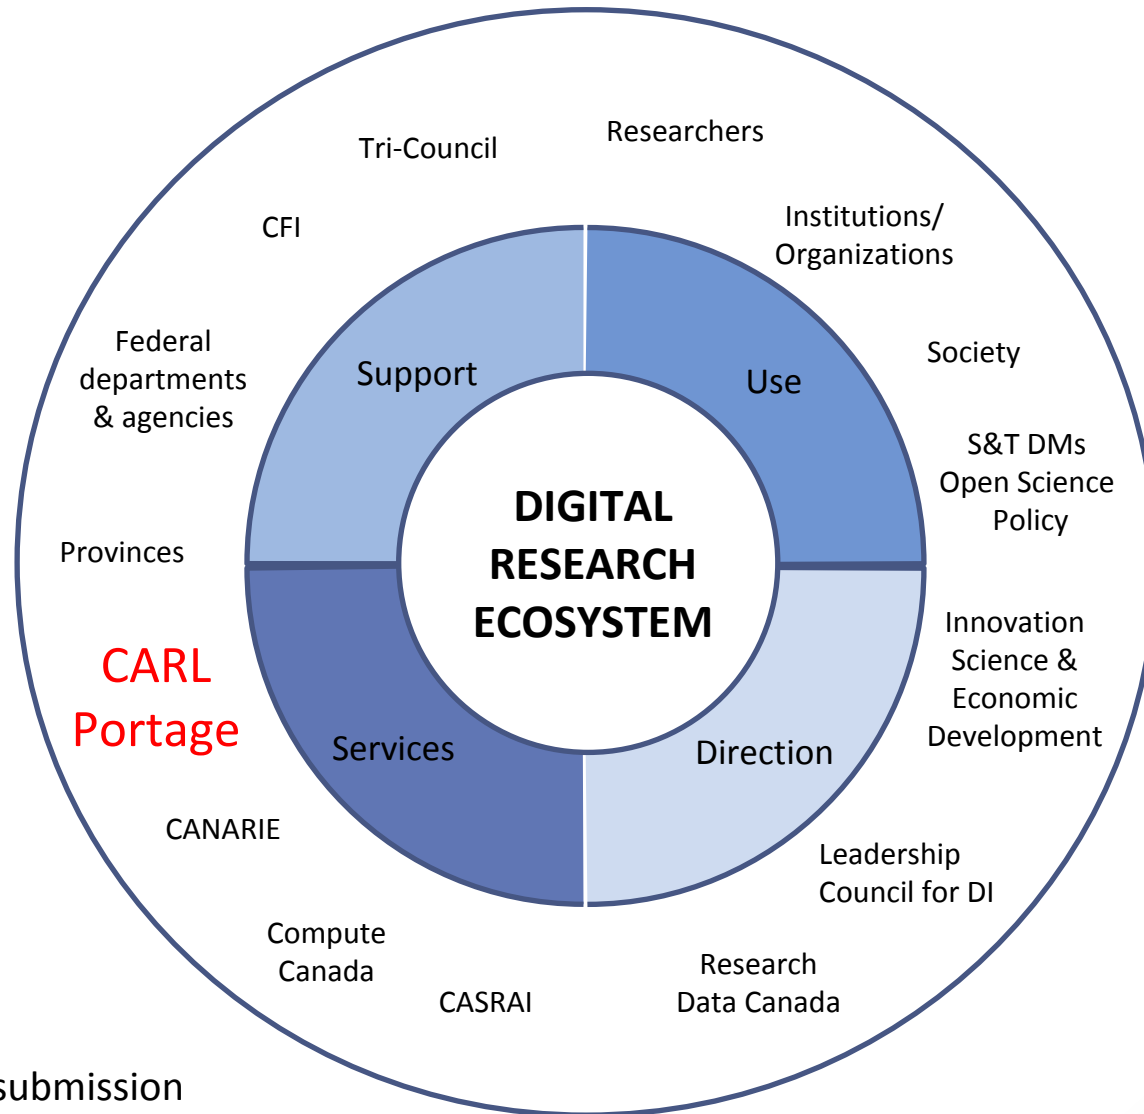 Researchers
Tri-Council
Institutions/
Organizations
CFI
Federal
departments
& agencies
Society
Support
Use
S&T DMs
Open Science
Policy
DIGITAL
RESEARCH
ECOSYSTEM
Provinces
Innovation
Science &
Economic
Development
CARL
Portage
Services
Direction
CANARIE
Leadership
Council for DI
Compute
Canada
CASRAI
Research
Data Canada
submission